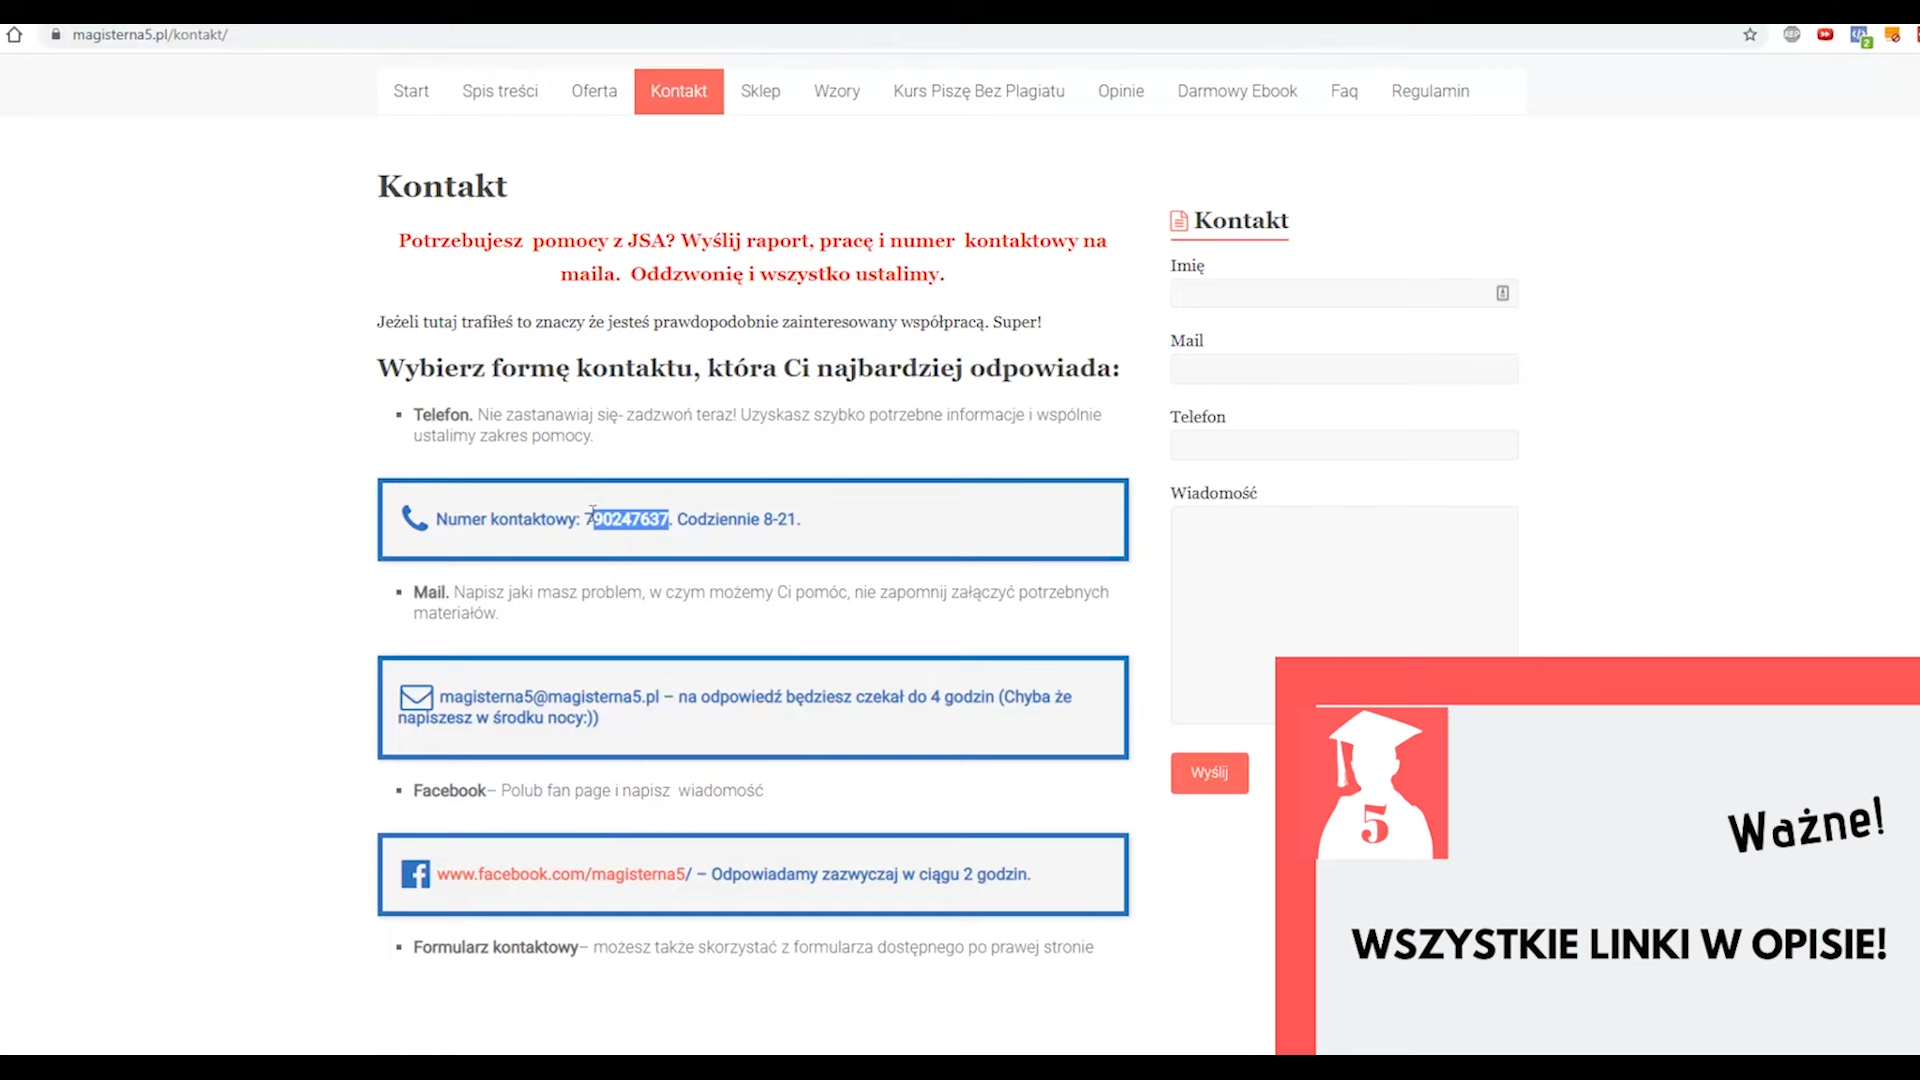 magisterna5.pl/kontakt/
ABP
2
Start Spis treści Oferta Kontakt Sklep Wzory Kurs Piszę Bez Plagiatu Opinie Darmowy Ebook Faq Regulamin
Kontakt
Potrzebujesz pomocy z JSA? Wyślij raport, pracę i numer kontaktowy na
maila. Oddzwonię i wszystko ustalimy.
Jeżeli tutaj trafiłeś to znaczy że jesteś prawdopodobnie zainteresowany współpracą. Super!
Wybierz formę kontaktu, która Ci najbardziej odpowiada:
Telefon. Nie zastanawiaj się- zadzwoń teraz! Uzyskasz szybko potrzebne informacje i wspólnie
ustalimy zakres pomocy.
Numer kontaktowy: 790247637. Codziennie 8-21.
Mail. Napisz jaki masz problem, w czym możemy Ci pomóc, nie zapomnij załączyć potrzebnych
materiałów.
magisterna5@magisterna5.pl – na odpowiedź będziesz czekał do 4 godzin (Chyba że
napiszesz w środku nocy:))
Facebook– Polub fan page i napisz wiadomość
www.facebook.com/magisterna5/ – Odpowiadamy zazwyczaj w ciągu 2 godzin.
Formularz kontaktowy– możesz także skorzystać z formularza dostępnego po prawej stronie
Kontakt
Imię
Mail
Telefon
Wiadomość
Wyślij
5
Ważne!
WSZYSTKIE LINKI W OPISIE!